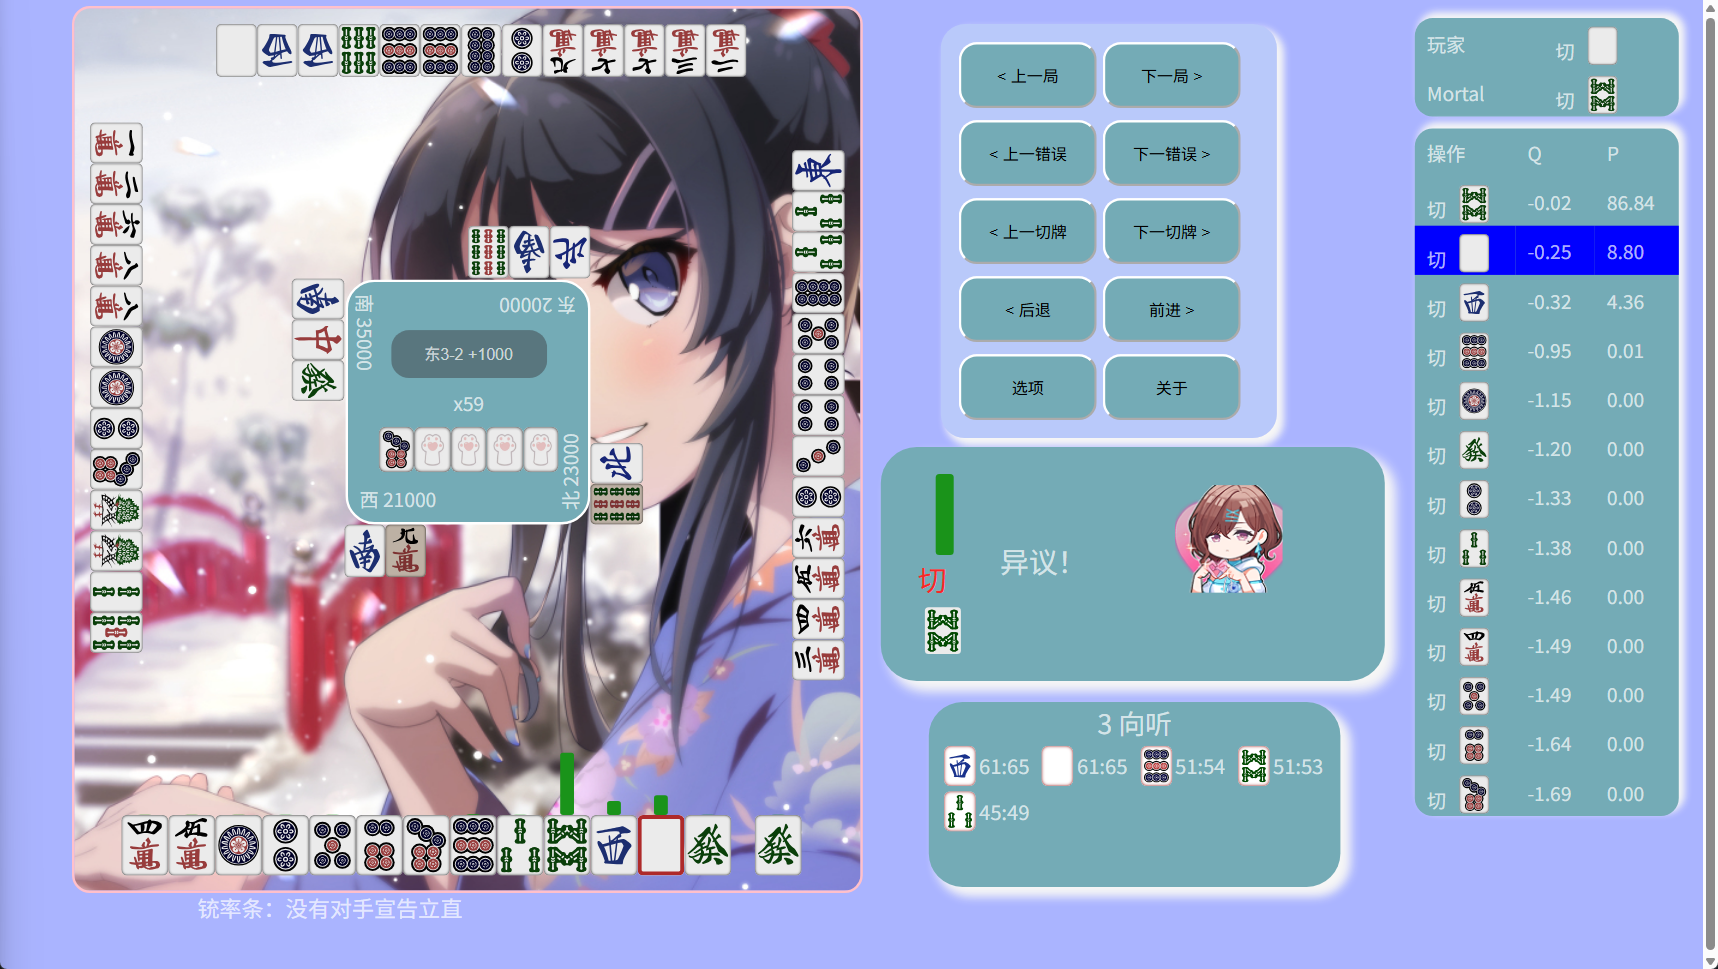 南 35000
东 20000
东3-2 +1000
x59
西 21000
北 23000
铳率条：没有对手宣告立直
< 上一局
下一局 >
< 上一错误
下一错误 >
< 上一切牌
下一切牌 >
< 后退
前进 >
选项
关于
切
异议！
3 向听
61:65
61:65
51:54
51:53
45:49
玩家 切
Mortal 切
操作 Q P
切 -0.02 86.84
切 -0.25 8.80
切 -0.32 4.36
切 -0.95 0.01
切 -1.15 0.00
切 -1.20 0.00
切 -1.33 0.00
切 -1.38 0.00
切 -1.46 0.00
切 -1.49 0.00
切 -1.49 0.00
切 -1.64 0.00
切 -1.69 0.00